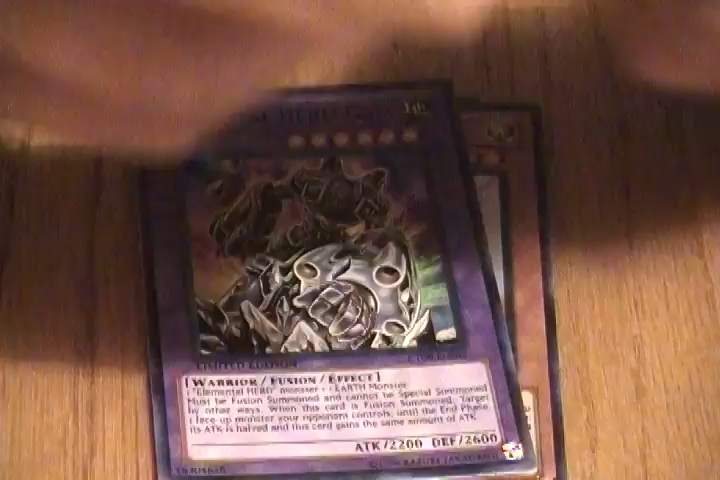 HERO
LIMITED EDITION
[WARRIOR/FUSION/EFFECT]
1 "Elemental HERO" monster + 1 EARTH Monster
Must be Fusion Summoned and cannot be Special Summoned
by other ways. When this card is Fusion Summoned: Target
1 face-up monster your opponent controls; until the End Phase
its ATK is halved and this card gains the same amount of ATK.
ATK/2200 DEF/2600